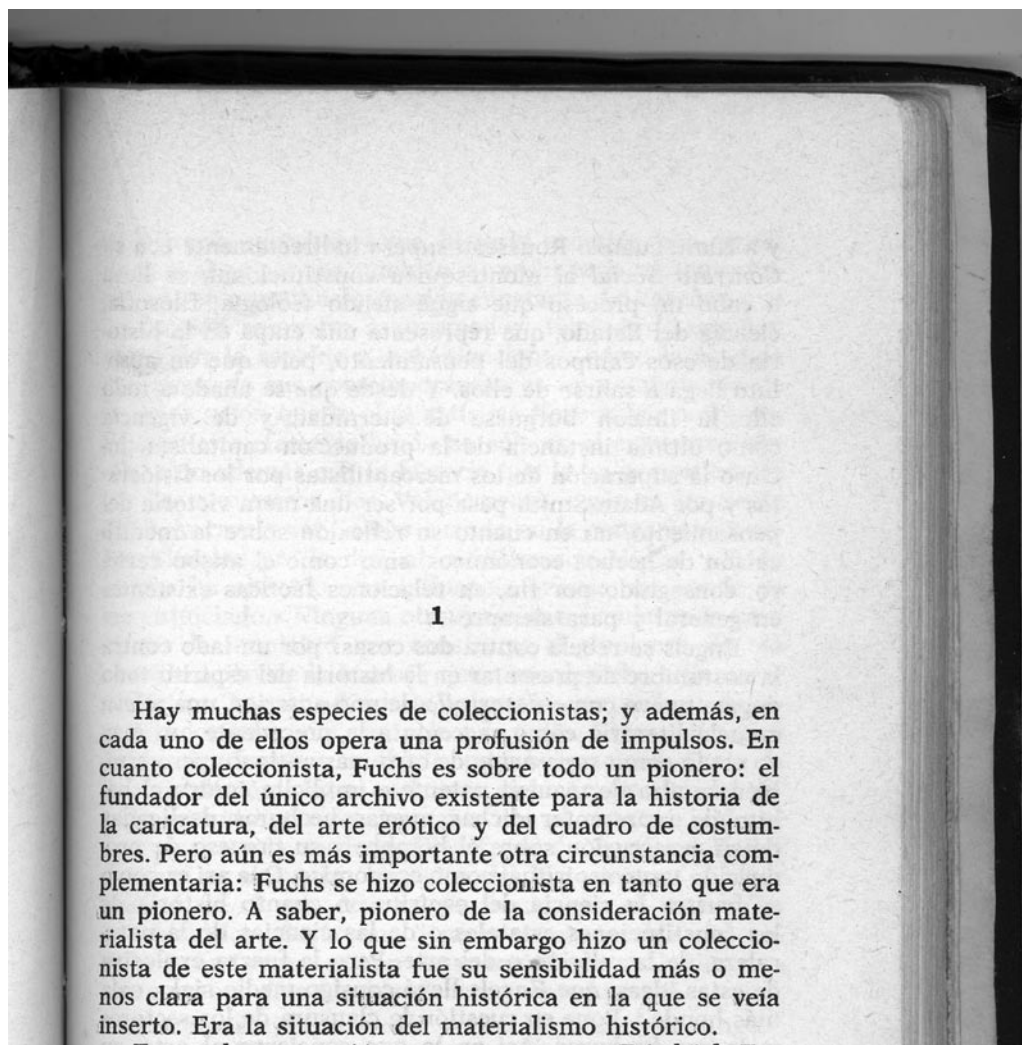 1
Hay muchas especies de coleccionistas; y además, en
cada uno de ellos opera una profusión de impulsos. En
cuanto coleccionista, Fuchs es sobre todo un pionero: el
fundador del único archivo existente para la historia de
la caricatura, del arte erótico y del cuadro de costum-
bres. Pero aún es más importante otra circunstancia com-
plementaria: Fuchs se hizo coleccionista en tanto que era
un pionero. A saber, pionero de la consideración mate-
rialista del arte. Y lo que sin embargo hizo un coleccio-
nista de este materialista fue su sensibilidad más o me-
nos clara para una situación histórica en la que se veía
inserto. Era la situación del materialismo histórico.